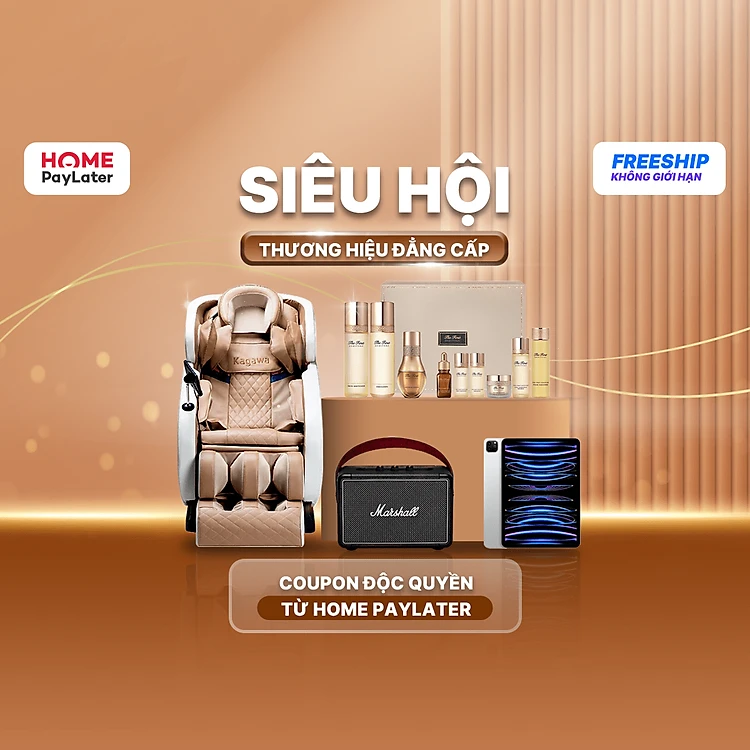 HOME
PayLater
FREESHIP
KHÔNG GIỚI HẠN
SIÊU HỘI
THƯƠNG HIỆU ĐẲNG CẤP
Kagawa
Marshall
COUPON ĐỘC QUYỀN
TỪ HOME PAYLATER